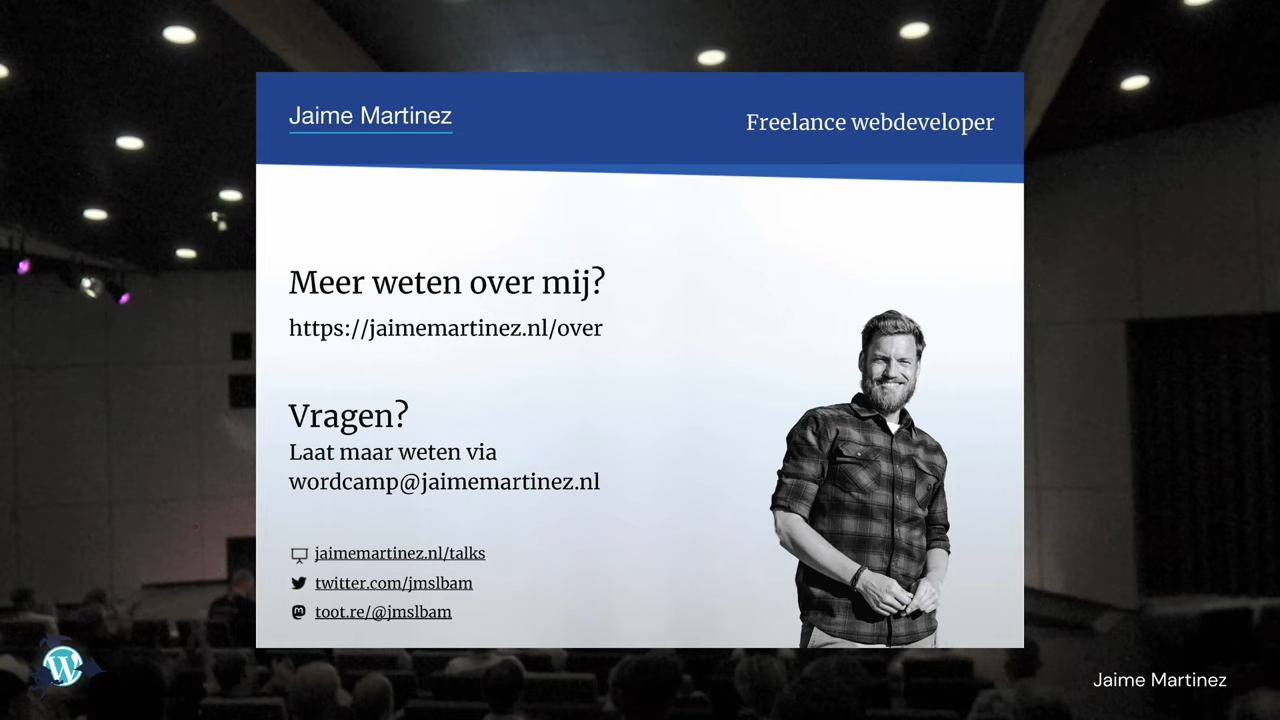 Jaime Martinez
Freelance webdeveloper
Meer weten over mij?
https://jaimemartinez.nl/over
Vragen?
Laat maar weten via
wordcamp@jaimemartinez.nl
jaimemartinez.nl/talks
twitter.com/jmslbam
toot.re/@jmslbam
Jaime Martinez